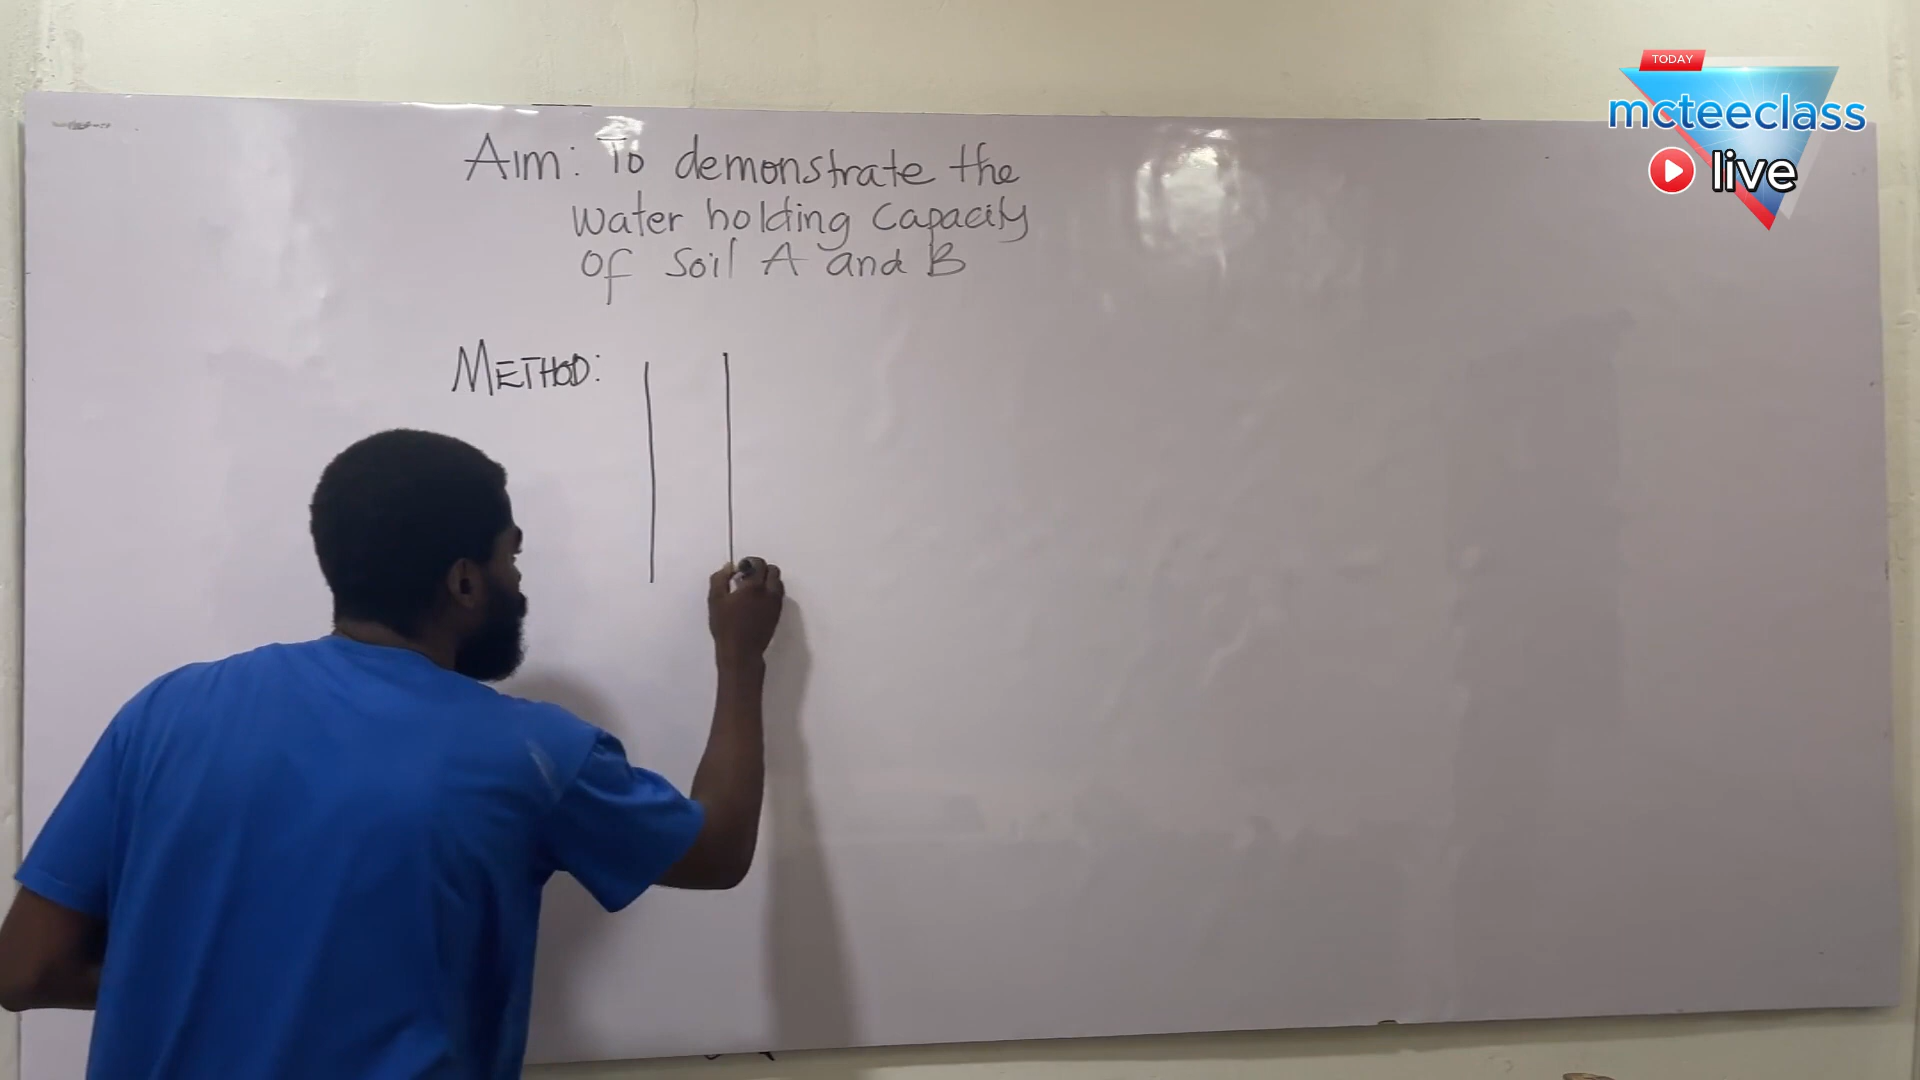 TODAY
mcteeclass
live
Aim: To demonstrate the
water holding capacity
of soil A and B
METHOD: